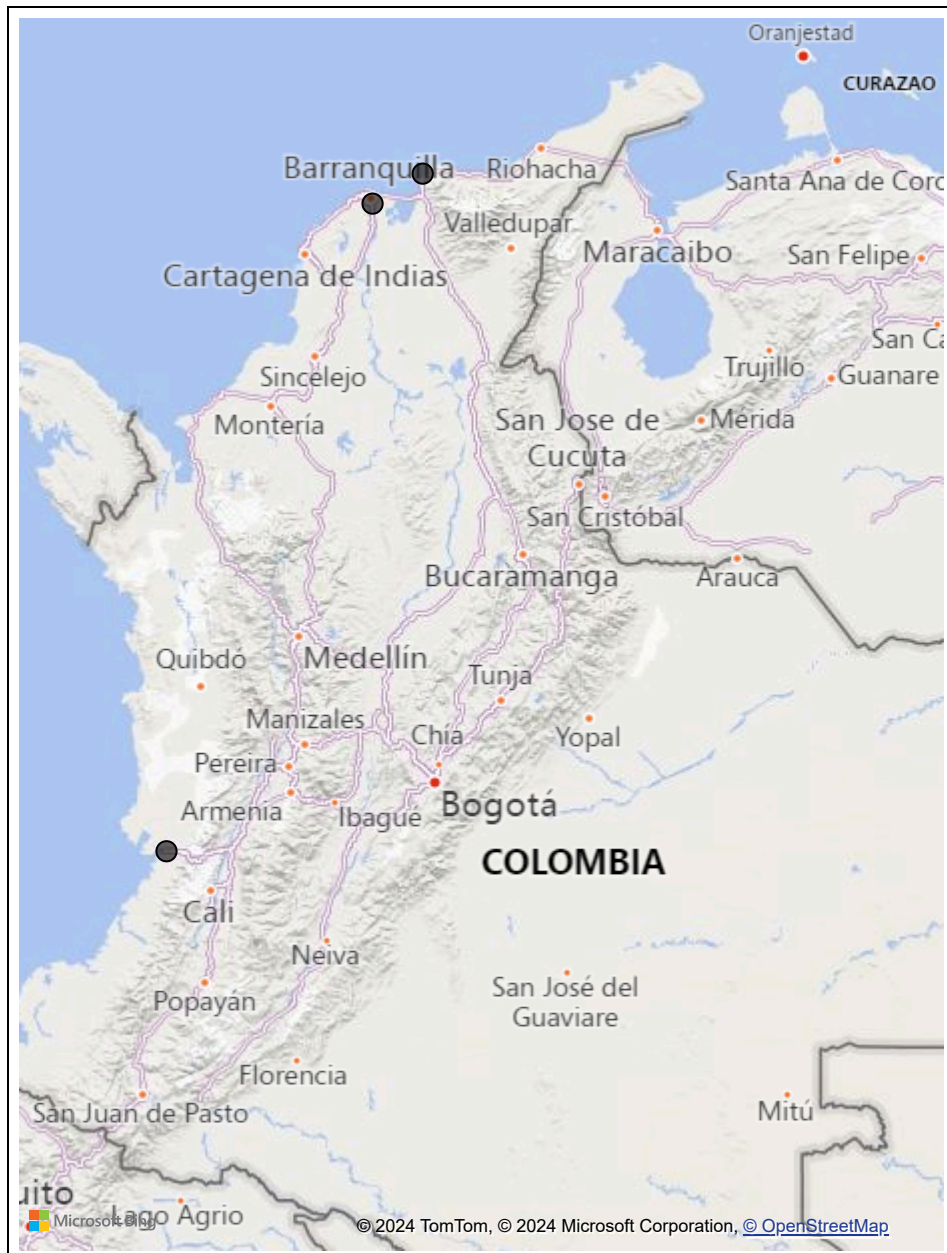 Oranjestad
CURAZAO
Barranquilla
Riohacha
Santa Ana de Coro
Valledupar
Maracaibo
San Felipe
Cartagena de Indias
San Ca
Trujillo
Guanare
Sincelejo
Montería
San Jose de
Cucuta
Mérida
San Cristóbal
Bucaramanga
Arauca
Quibdó
Medellín
Tunja
Manizales
Chía
Yopal
Pereira
Armenia
Ibagué
Bogotá
COLOMBIA
Cali
Neiva
Popayán
San José del
Guaviare
Florencia
San Juan de Pasto
Mitú
uito
Lago Agrio
Microsoft Bing
© 2024 TomTom, © 2024 Microsoft Corporation, © OpenStreetMap